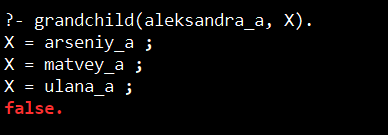 ?- grandchild(aleksandra_a, X).
X = arseniy_a ;
X = matvey_a ;
X = ulana_a ;
false.